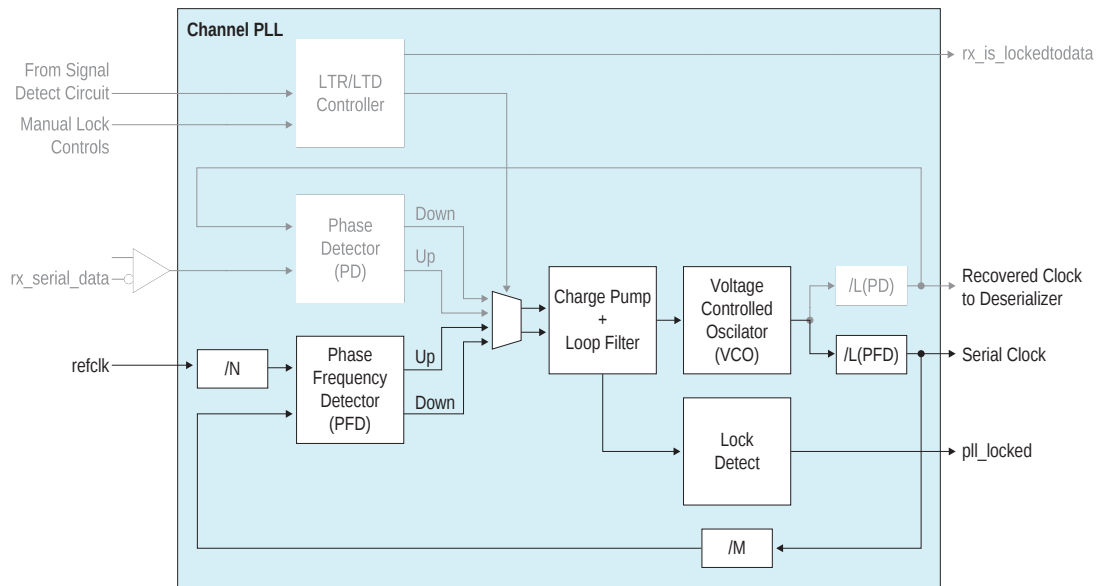 Channel PLL
rx_is_lockedtodata
From Signal
Detect Circuit
Manual Lock
Controls
LTR/LTD
Controller
Phase
Detector
(PD)
Down
Up
rx_serial_data
Charge Pump
+
Loop Filter
Voltage
Controlled
Oscilator
(VCO)
/L(PD)
Recovered Clock
to Deserializer
refclk
/N
Phase
Frequency
Detector
(PFD)
Up
Down
/L(PFD)
Serial Clock
Lock
Detect
pll_locked
/M